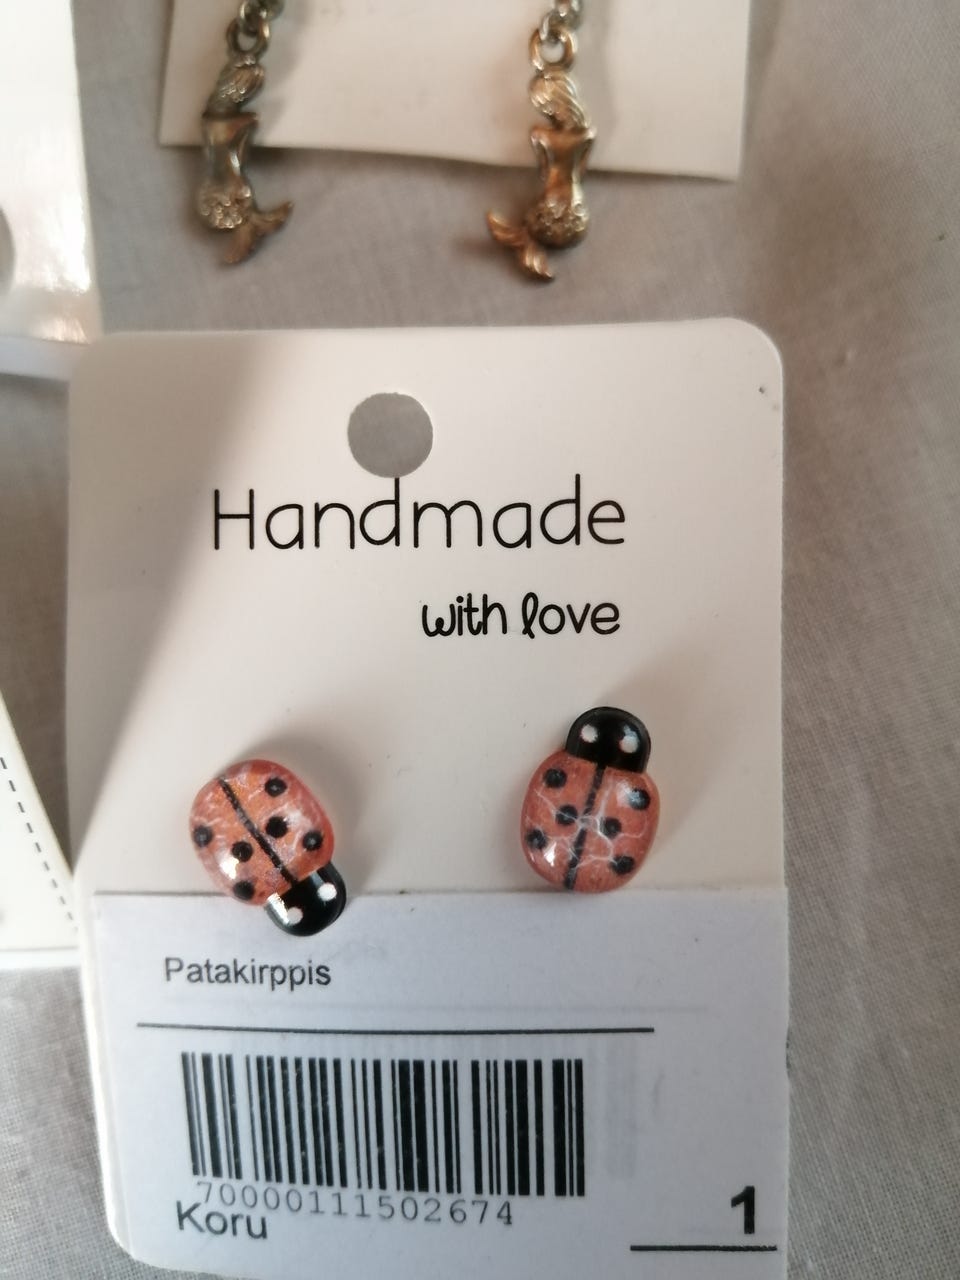 Handmade
with love
Patakirppis
70000111502674
Koru
1